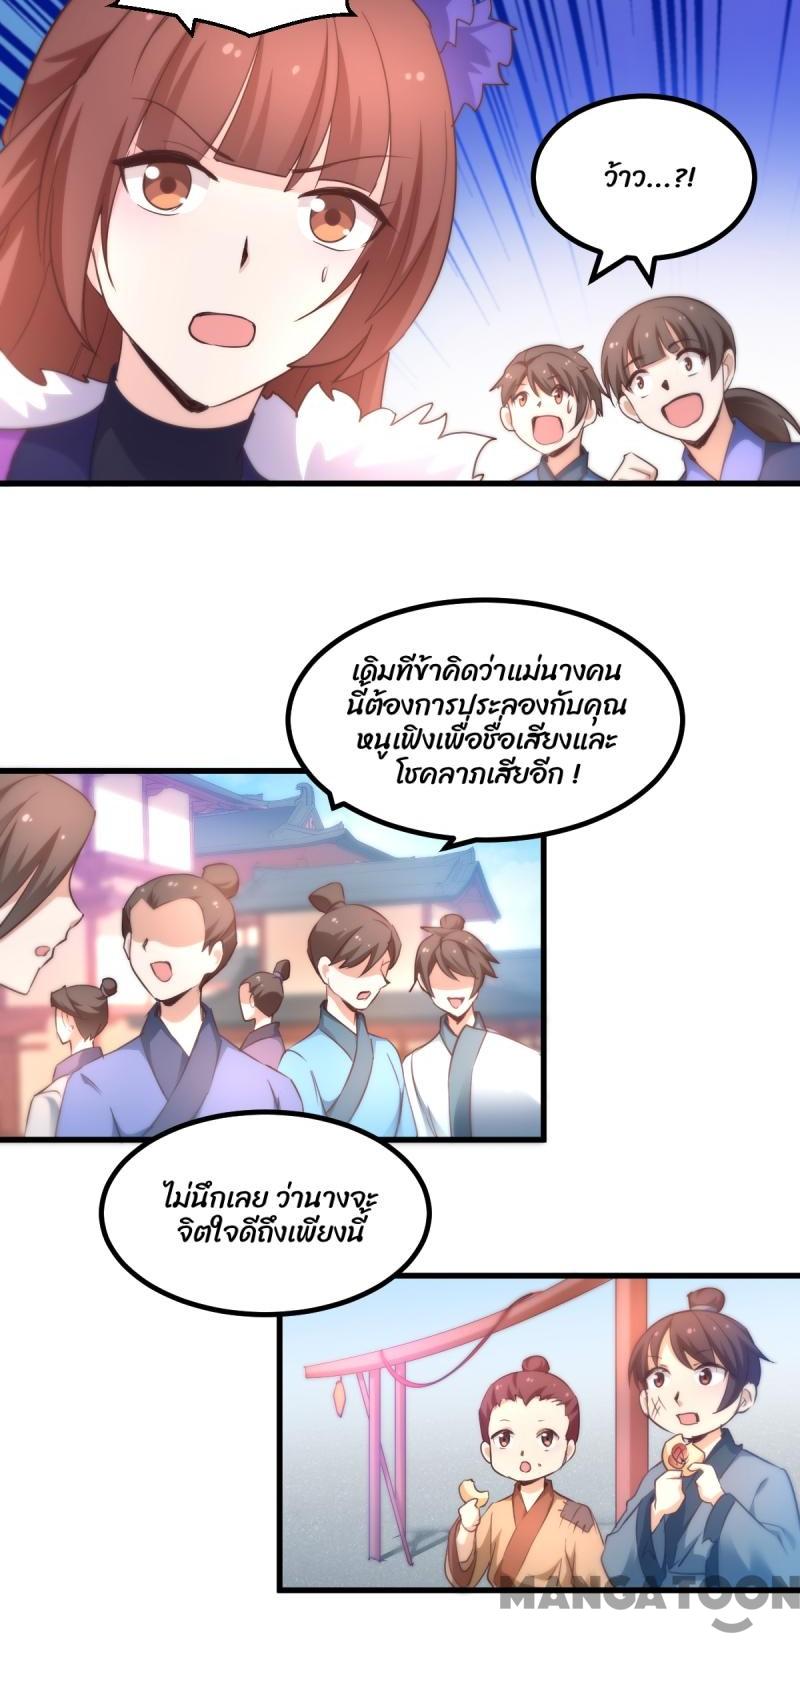 ว้าว...?!
เดิมทีข้าคิดว่าแม่นางคน
นี้ต้องการประลองกับคุณ
หนูเฟิงเพื่อชื่อเสียงและ
โชคลาภเสียอีก !
ไม่นึกเลย ว่านางจะ
จิตใจดีถึงเพียงนี้
MANGATOON